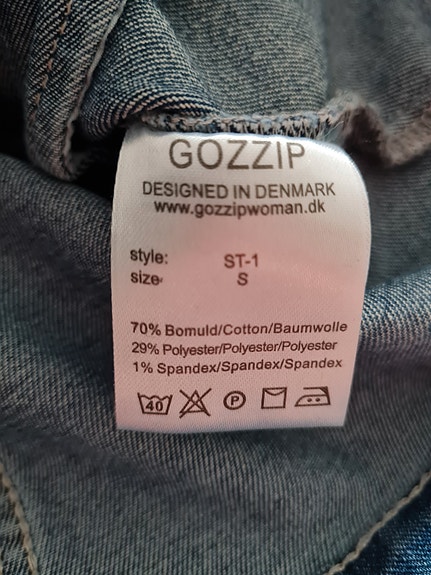 GOZZIP
DESIGNED IN DENMARK
www.gozzipwoman.dk
style: ST-1
size: S
70% Bomuld/Cotton/Baumwolle
29% Polyester/Polyester/Polyester
1% Spandex/Spandex/Spandex
40 P